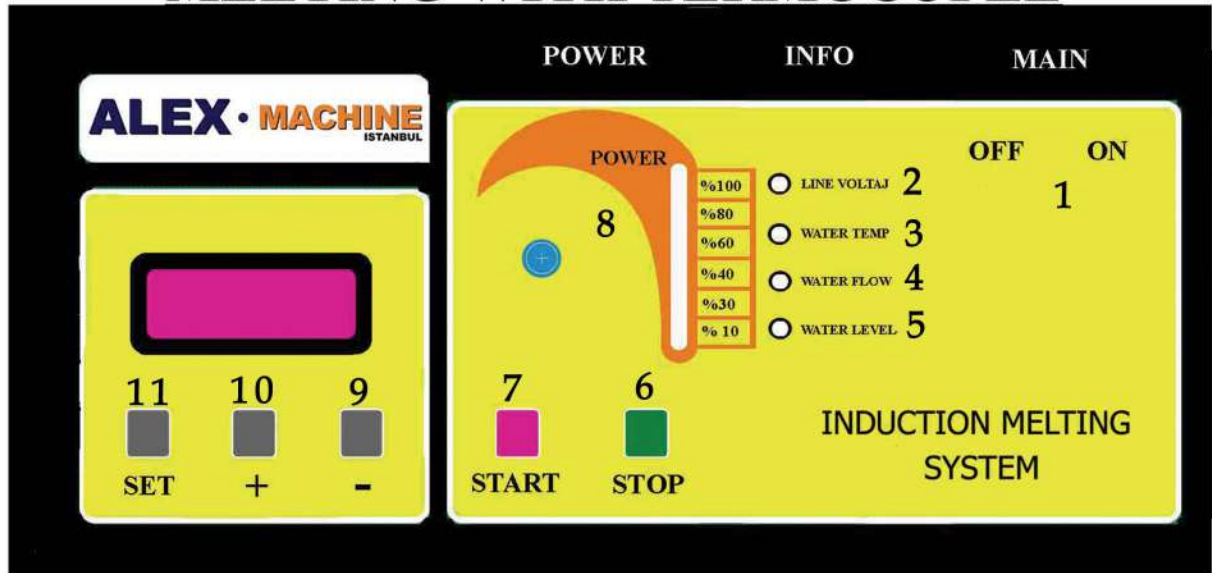 POWER INFO MAIN
ALEX · MACHINE
ISTANBUL
POWER
%100
%80
%60
%40
%30
% 10
8
LINE VOLTAJ 2
WATER TEMP 3
WATER FLOW 4
WATER LEVEL 5
OFF ON
1
11 10 9
SET + -
7 6
START STOP
INDUCTION MELTING
SYSTEM